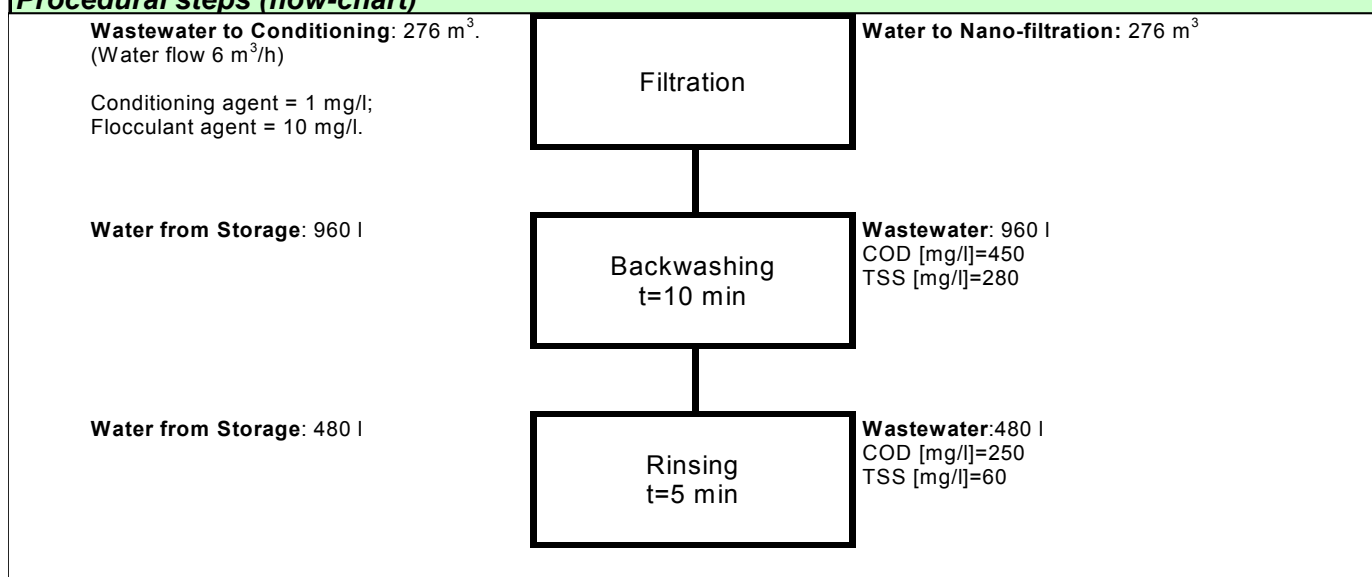 Procedural steps (flow-chart)
Wastewater to Conditioning: 276 m³.
(Water flow 6 m³/h)
Conditioning agent = 1 mg/l;
Flocculant agent = 10 mg/l.
Filtration
Water to Nano-filtration: 276 m³
Water from Storage: 960 l
Backwashing
t=10 min
Wastewater: 960 l
COD [mg/l]=450
TSS [mg/l]=280
Water from Storage: 480 l
Rinsing
t=5 min
Wastewater:480 l
COD [mg/l]=250
TSS [mg/l]=60